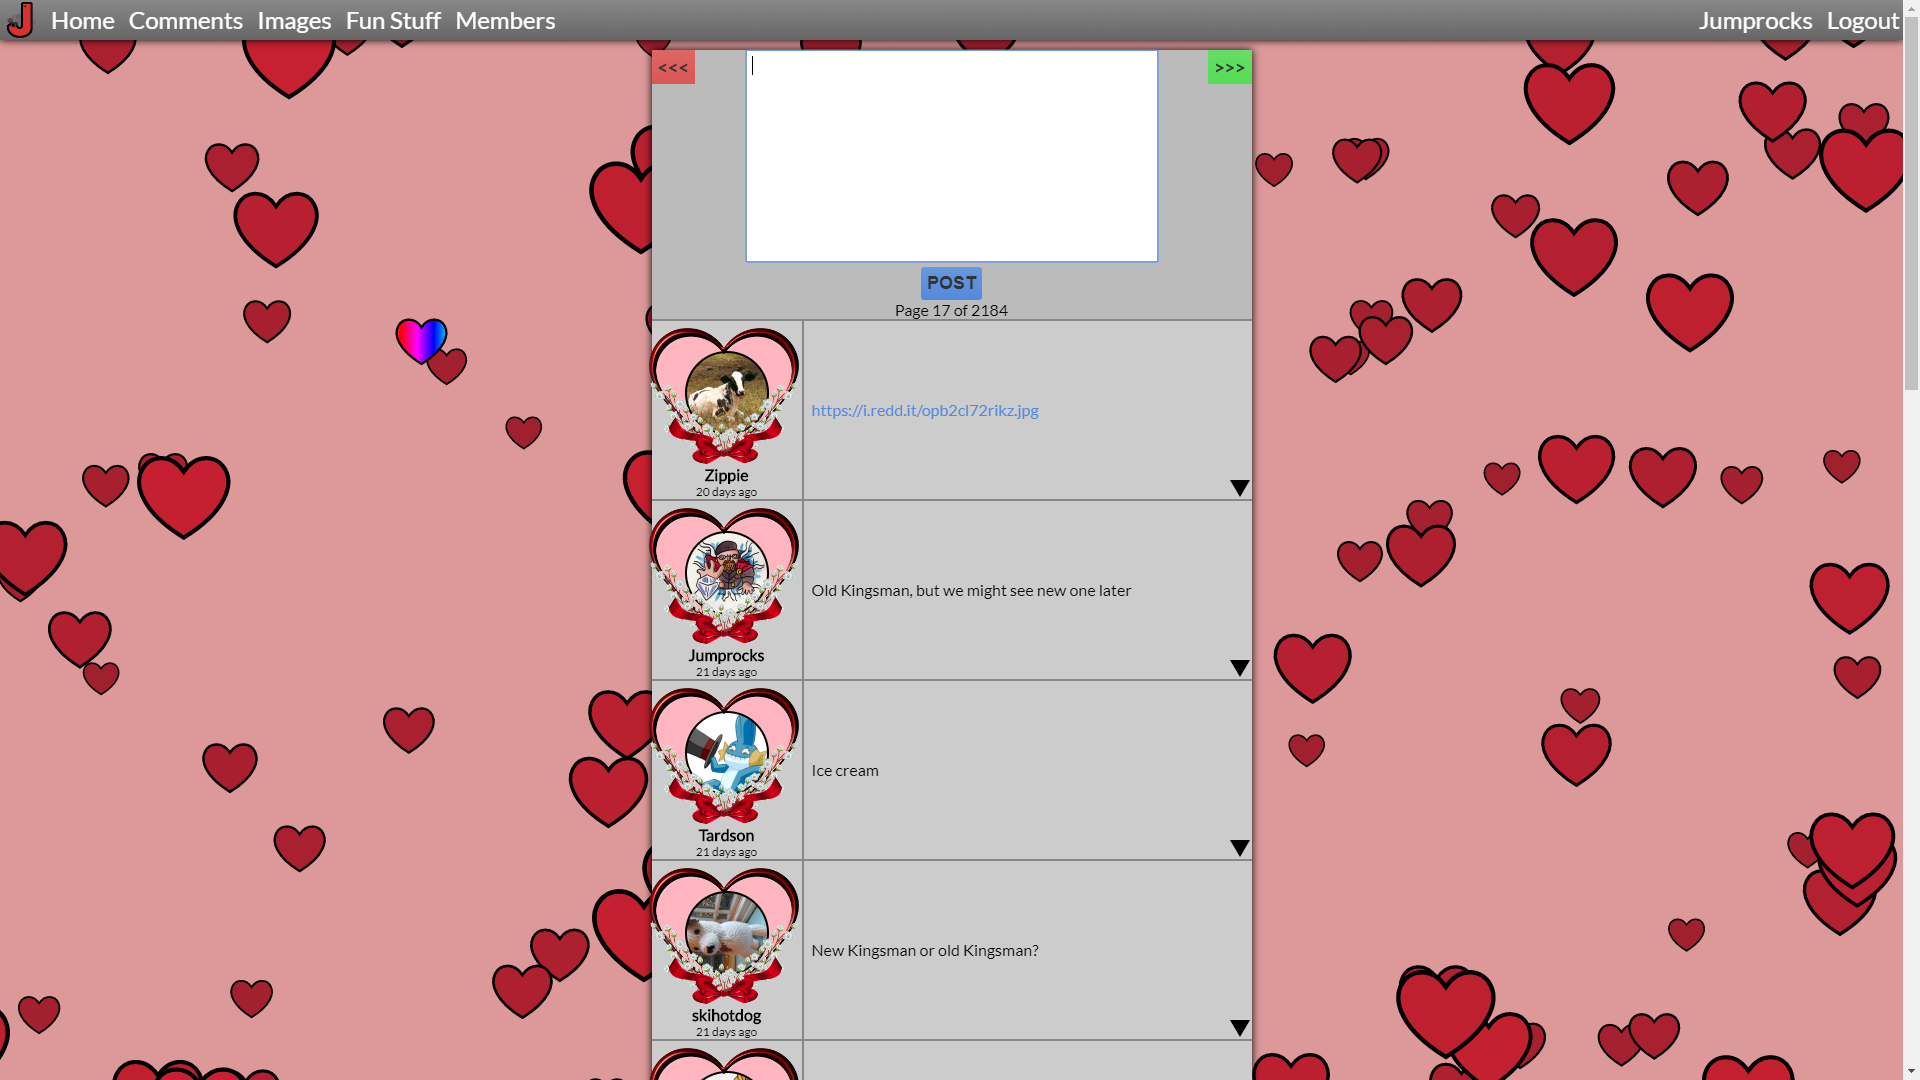 J Home Comments Images Fun Stuff Members Jumprocks Logout
<<< >>>
POST
Page 17 of 2184
https://i.redd.it/opb2cl72rikz.jpg
Zippie
20 days ago
Old Kingsman, but we might see new one later
Jumprocks
21 days ago
Ice cream
Tardson
21 days ago
New Kingsman or old Kingsman?
skihotdog
21 days ago